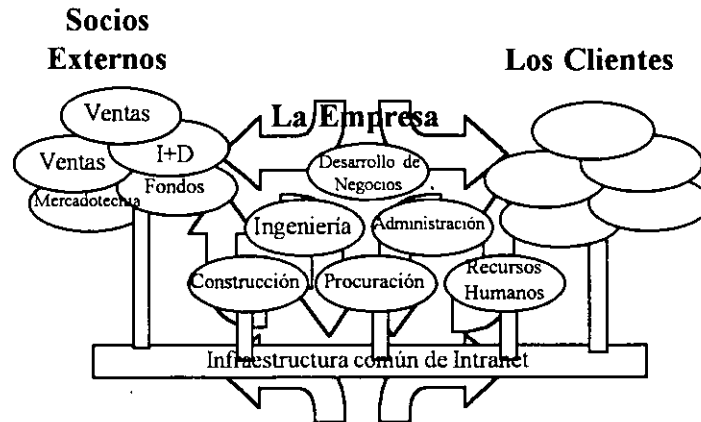 Socios
Externos
Los Clientes
La Empresa
Ventas
I+D
Ventas
Fondos
Mercadotecnia
Desarrollo de
Negocios
Ingeniería
Administración
Construcción
Procuración
Recursos
Humanos
Infraestructura común de Intranet